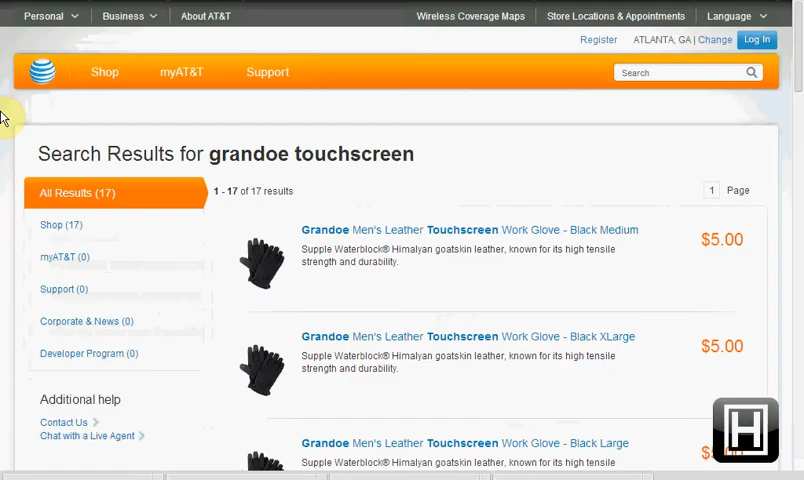 Personal Business About AT&T Wireless Coverage Maps Store Locations & Appointments Language
Register ATLANTA, GA | Change Log In
Shop myAT&T Support Search
Search Results for grandoe touchscreen
All Results (17) 1 - 17 of 17 results 1 Page
Shop (17)
Grandoe Men's Leather Touchscreen Work Glove - Black Medium
$5.00
Supple Waterblock® Himalyan goatskin leather, known for its high tensile
strength and durability.
myAT&T (0)
Support (0)
Corporate & News (0)
Grandoe Men's Leather Touchscreen Work Glove - Black XLarge
$5.00
Supple Waterblock® Himalyan goatskin leather, known for its high tensile
strength and durability.
Developer Program (0)
Additional help
Contact Us
Chat with a Live Agent
Grandoe Men's Leather Touchscreen Work Glove - Black Large
Supple Waterblock® Himalyan goatskin leather, known for its high tensile
H